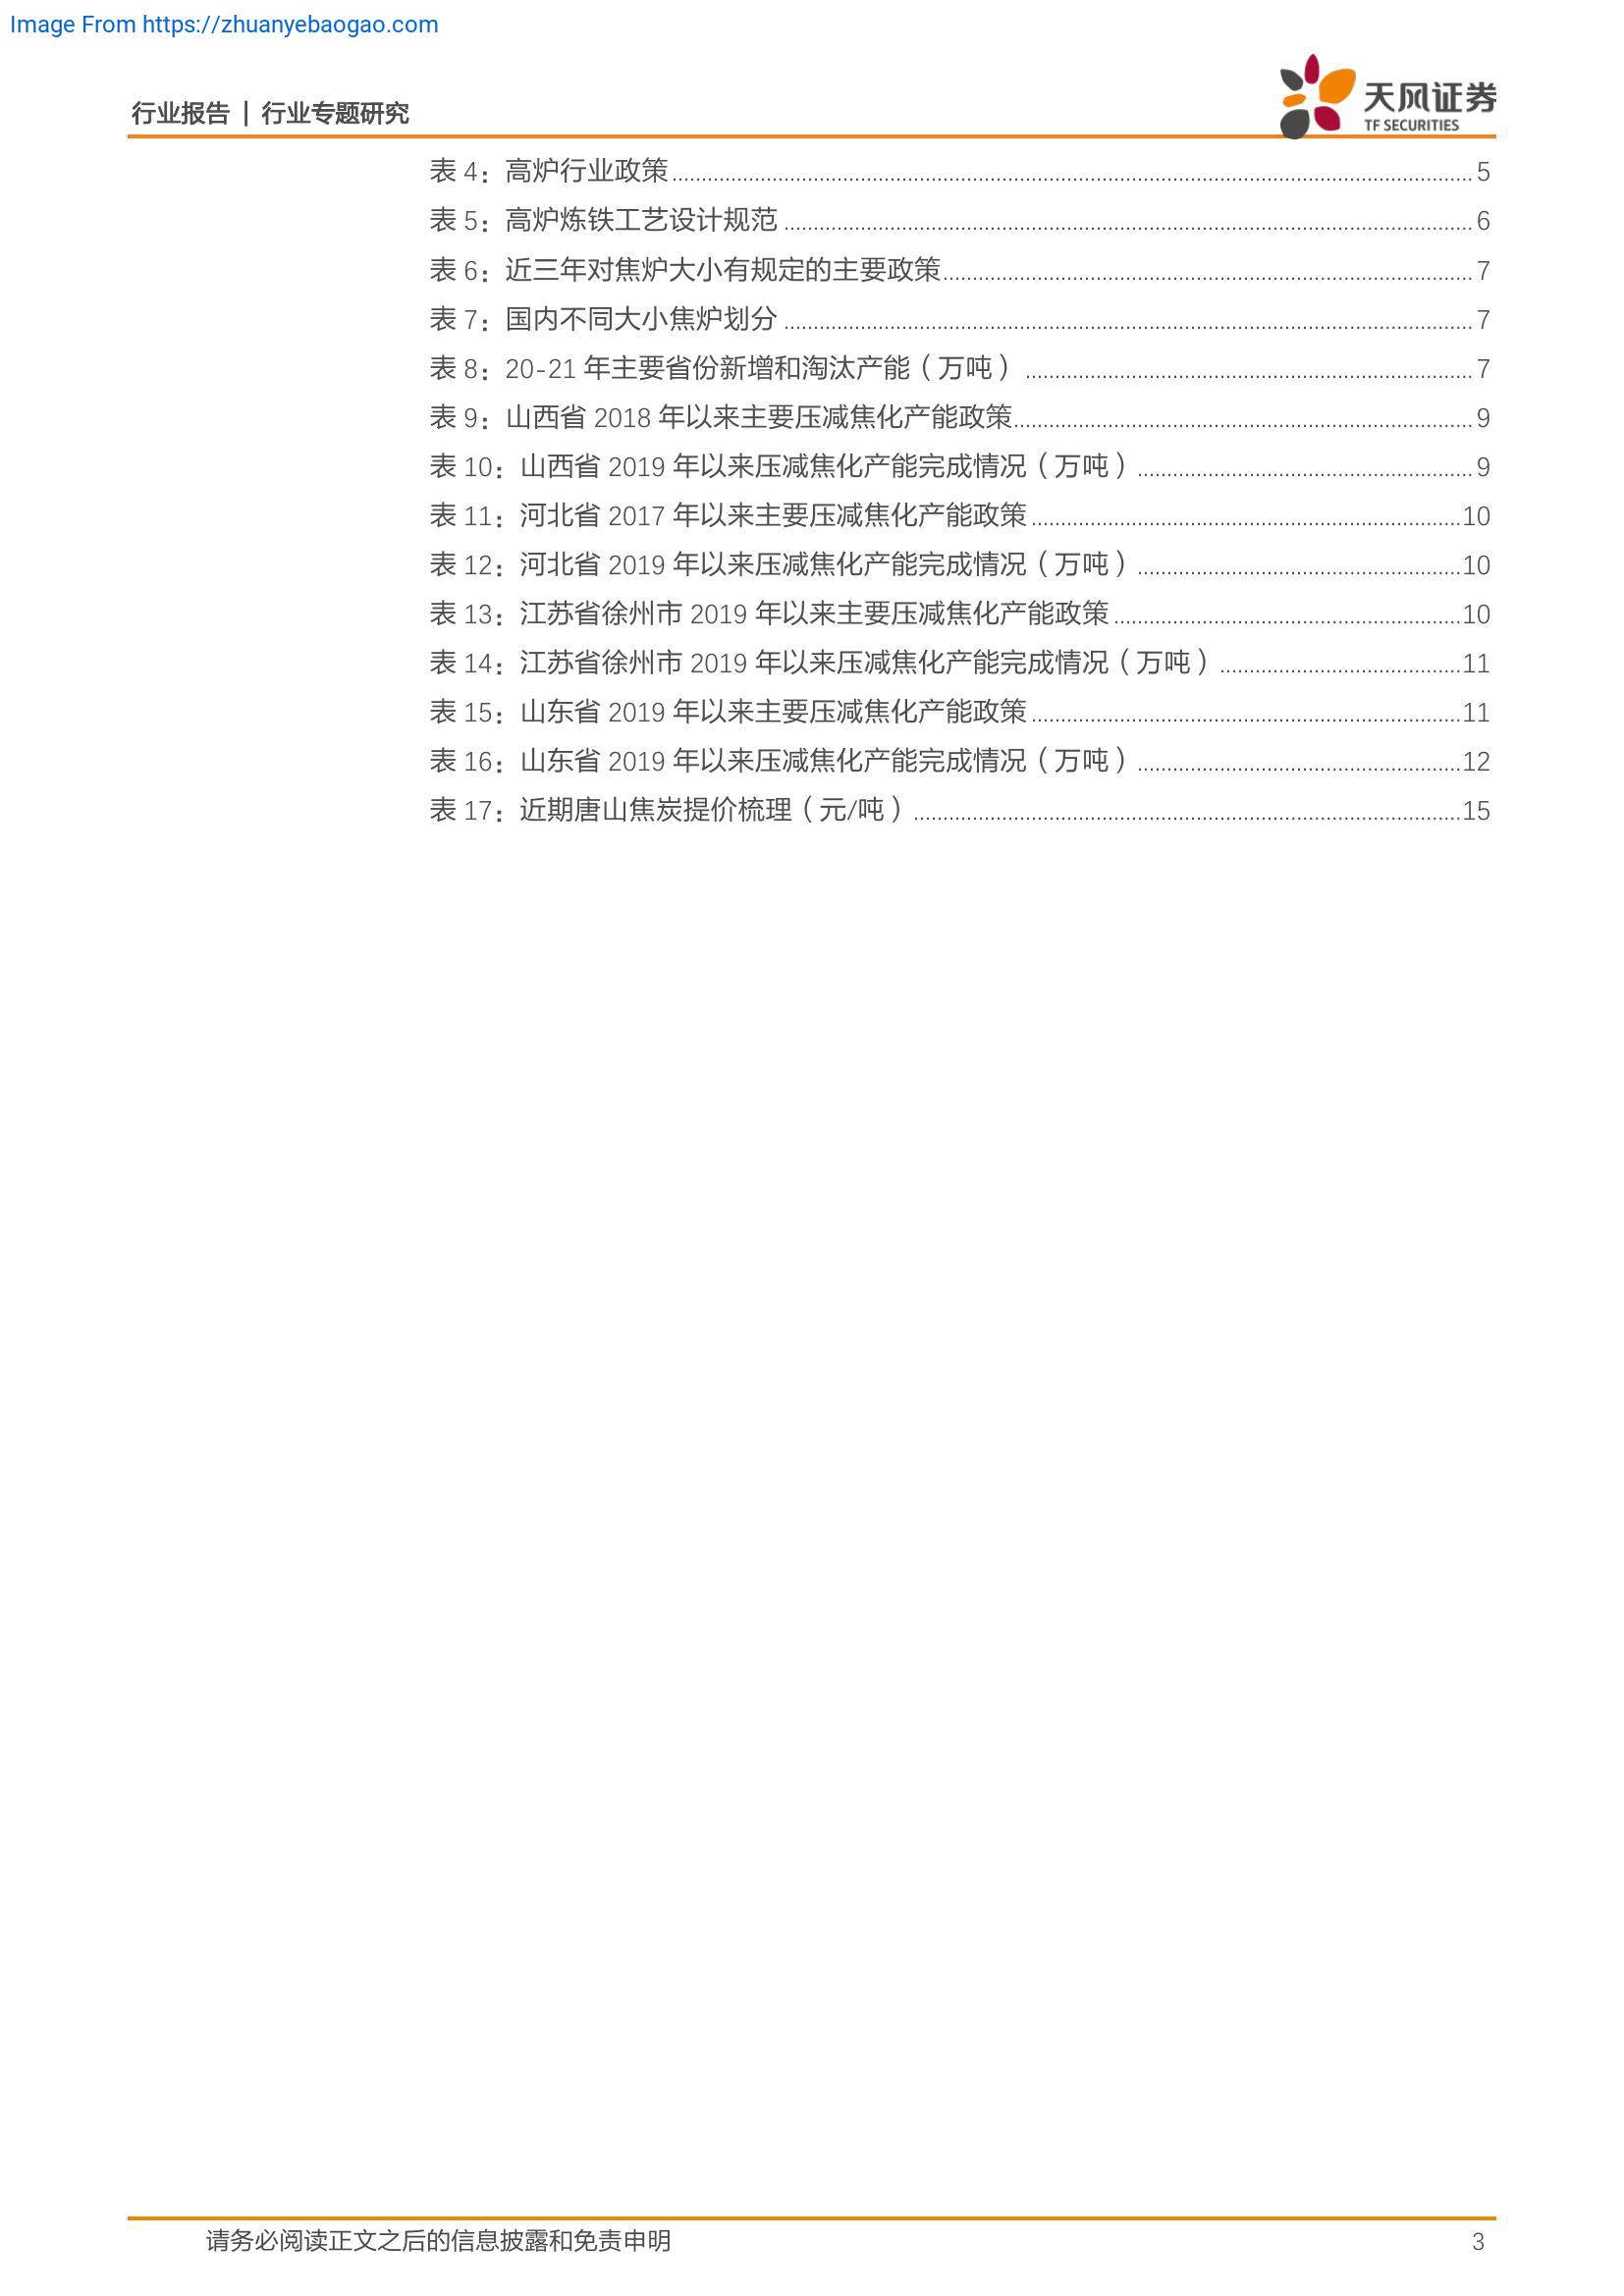 Image From https://zhuanyebaogao.com
行业报告 | 行业专题研究
天风证券
TF SECURITIES
表 4：高炉行业政策........................................5
表 5：高炉炼铁工艺设计规范........................................6
表 6：近三年对焦炉大小有规定的主要政策........................................7
表 7：国内不同大小焦炉划分........................................7
表 8：20-21 年主要省份新增和淘汰产能（万吨）........................................7
表 9：山西省 2018 年以来主要压减焦化产能政策........................................9
表 10：山西省 2019 年以来压减焦化产能完成情况（万吨）........................................9
表 11：河北省 2017 年以来主要压减焦化产能政策........................................10
表 12：河北省 2019 年以来压减焦化产能完成情况（万吨）........................................10
表 13：江苏省徐州市 2019 年以来主要压减焦化产能政策........................................10
表 14：江苏省徐州市 2019 年以来压减焦化产能完成情况（万吨）........................................11
表 15：山东省 2019 年以来主要压减焦化产能政策........................................11
表 16：山东省 2019 年以来压减焦化产能完成情况（万吨）........................................12
表 17：近期唐山焦炭提价梳理（元/吨）........................................15
请务必阅读正文之后的信息披露和免责申明
3